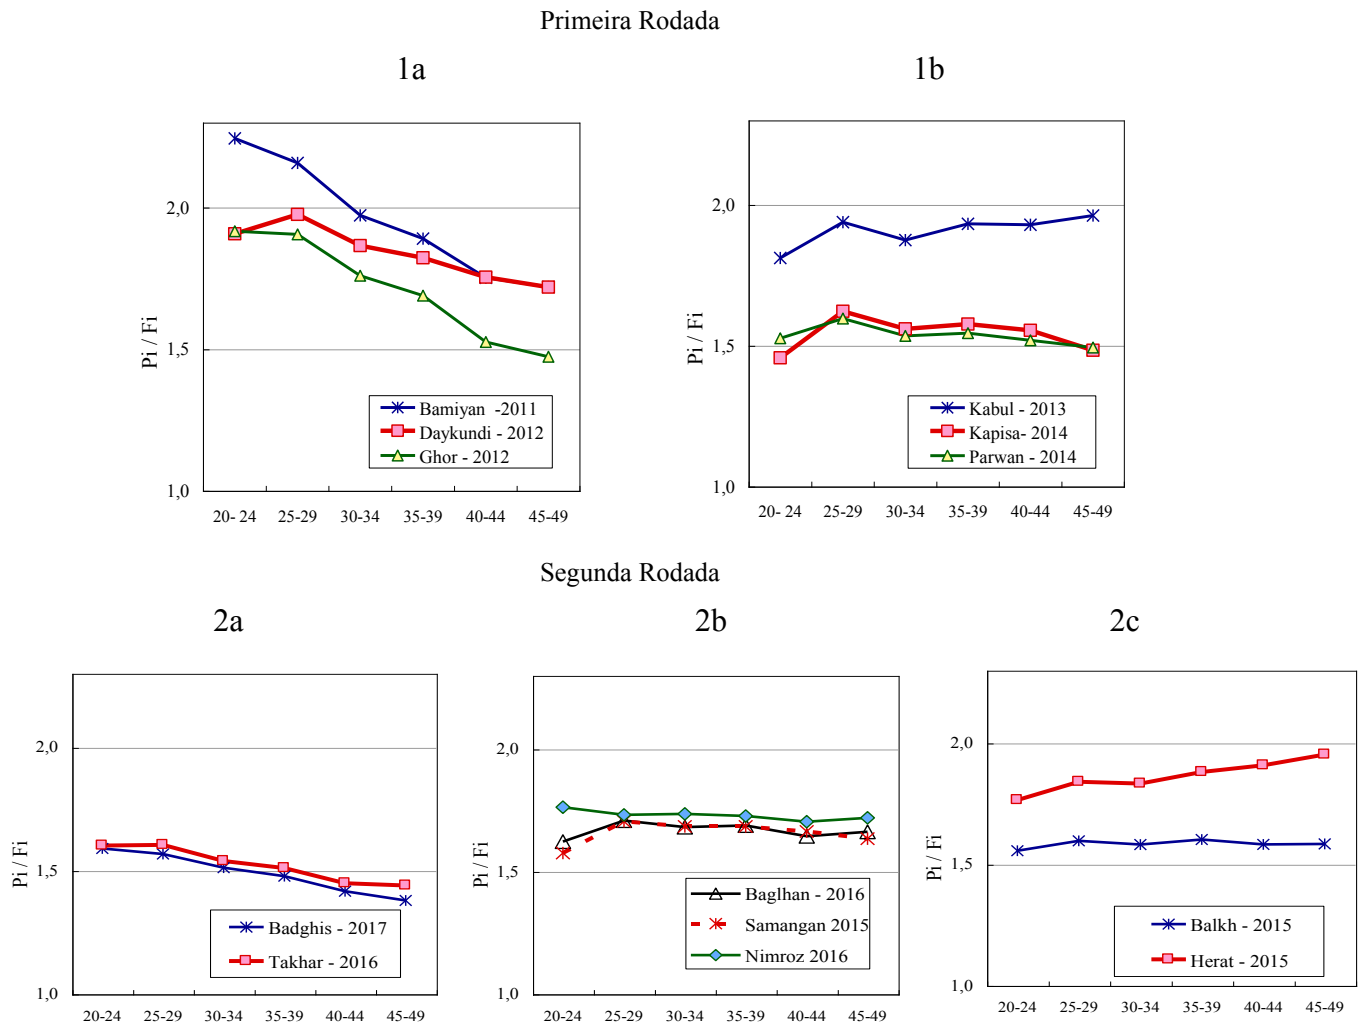 Primeira Rodada
1a
1b
Pi / Fi
2,0
1,5
1,0
Bamiyan -2011
Daykundi - 2012
Ghor - 2012
20- 24 25-29 30-34 35-39 40-44 45-49
Pi / Fi
2,0
1,5
1,0
Kabul - 2013
Kapisa- 2014
Parwan - 2014
20- 24 25-29 30-34 35-39 40-44 45-49
Segunda Rodada
2a
2b
2c
Pi / Fi
2,0
1,5
1,0
Badghis - 2017
Takhar - 2016
20-24 25-29 30-34 35-39 40-44 45-49
Pi / Fi
2,0
1,5
1,0
Baglhan - 2016
Samangan 2015
Nimroz 2016
20-24 25-29 30-34 35-39 40-44 45-49
Pi / Fi
2,0
1,5
1,0
Balkh - 2015
Herat - 2015
20-24 25-29 30-34 35-39 40-44 45-49